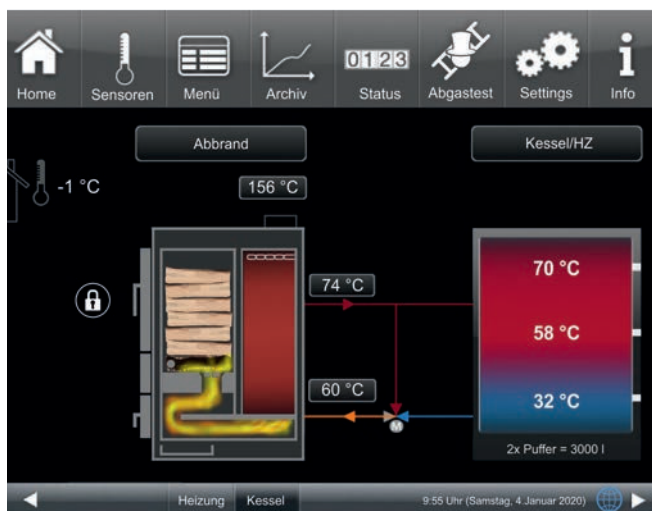 0123
Home Sensoren Menü Archiv Status Abgastest Settings Info
Abbrand Kessel/HZ
-1 °C 156 °C
70 °C
74 °C
58 °C
60 °C 32 °C
M
2x Puffer = 3000 l
Heizung Kessel 9:55 Uhr (Samstag, 4.Januar 2020)